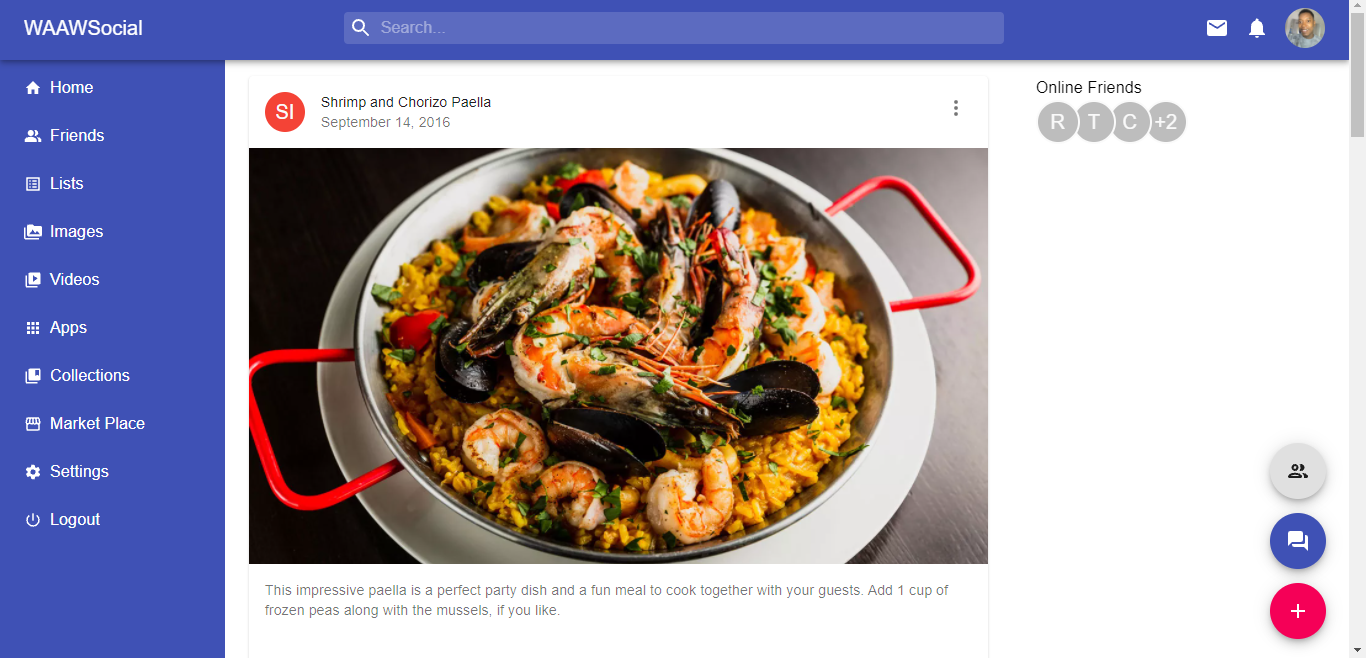 WAAWSocial
Search...
Home
Friends
Lists
Images
Videos
Apps
Collections
Market Place
Settings
Logout
SI
Shrimp and Chorizo Paella
September 14, 2016
This impressive paella is a perfect party dish and a fun meal to cook together with your guests. Add 1 cup of
frozen peas along with the mussels, if you like.
Online Friends
R T C +2